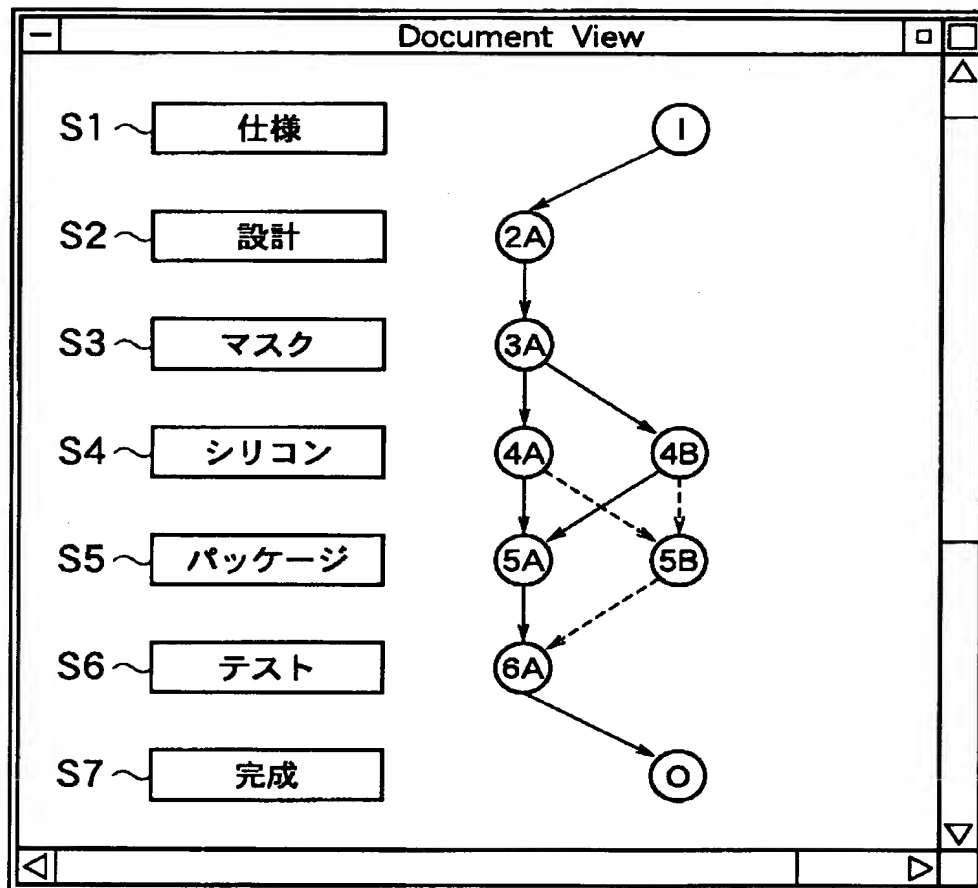 Document View
S1 仕様 I
S2 設計 2A
S3 マスク 3A
S4 シリコン 4A 4B
S5 パッケージ 5A 5B
S6 テスト 6A
S7 完成 O